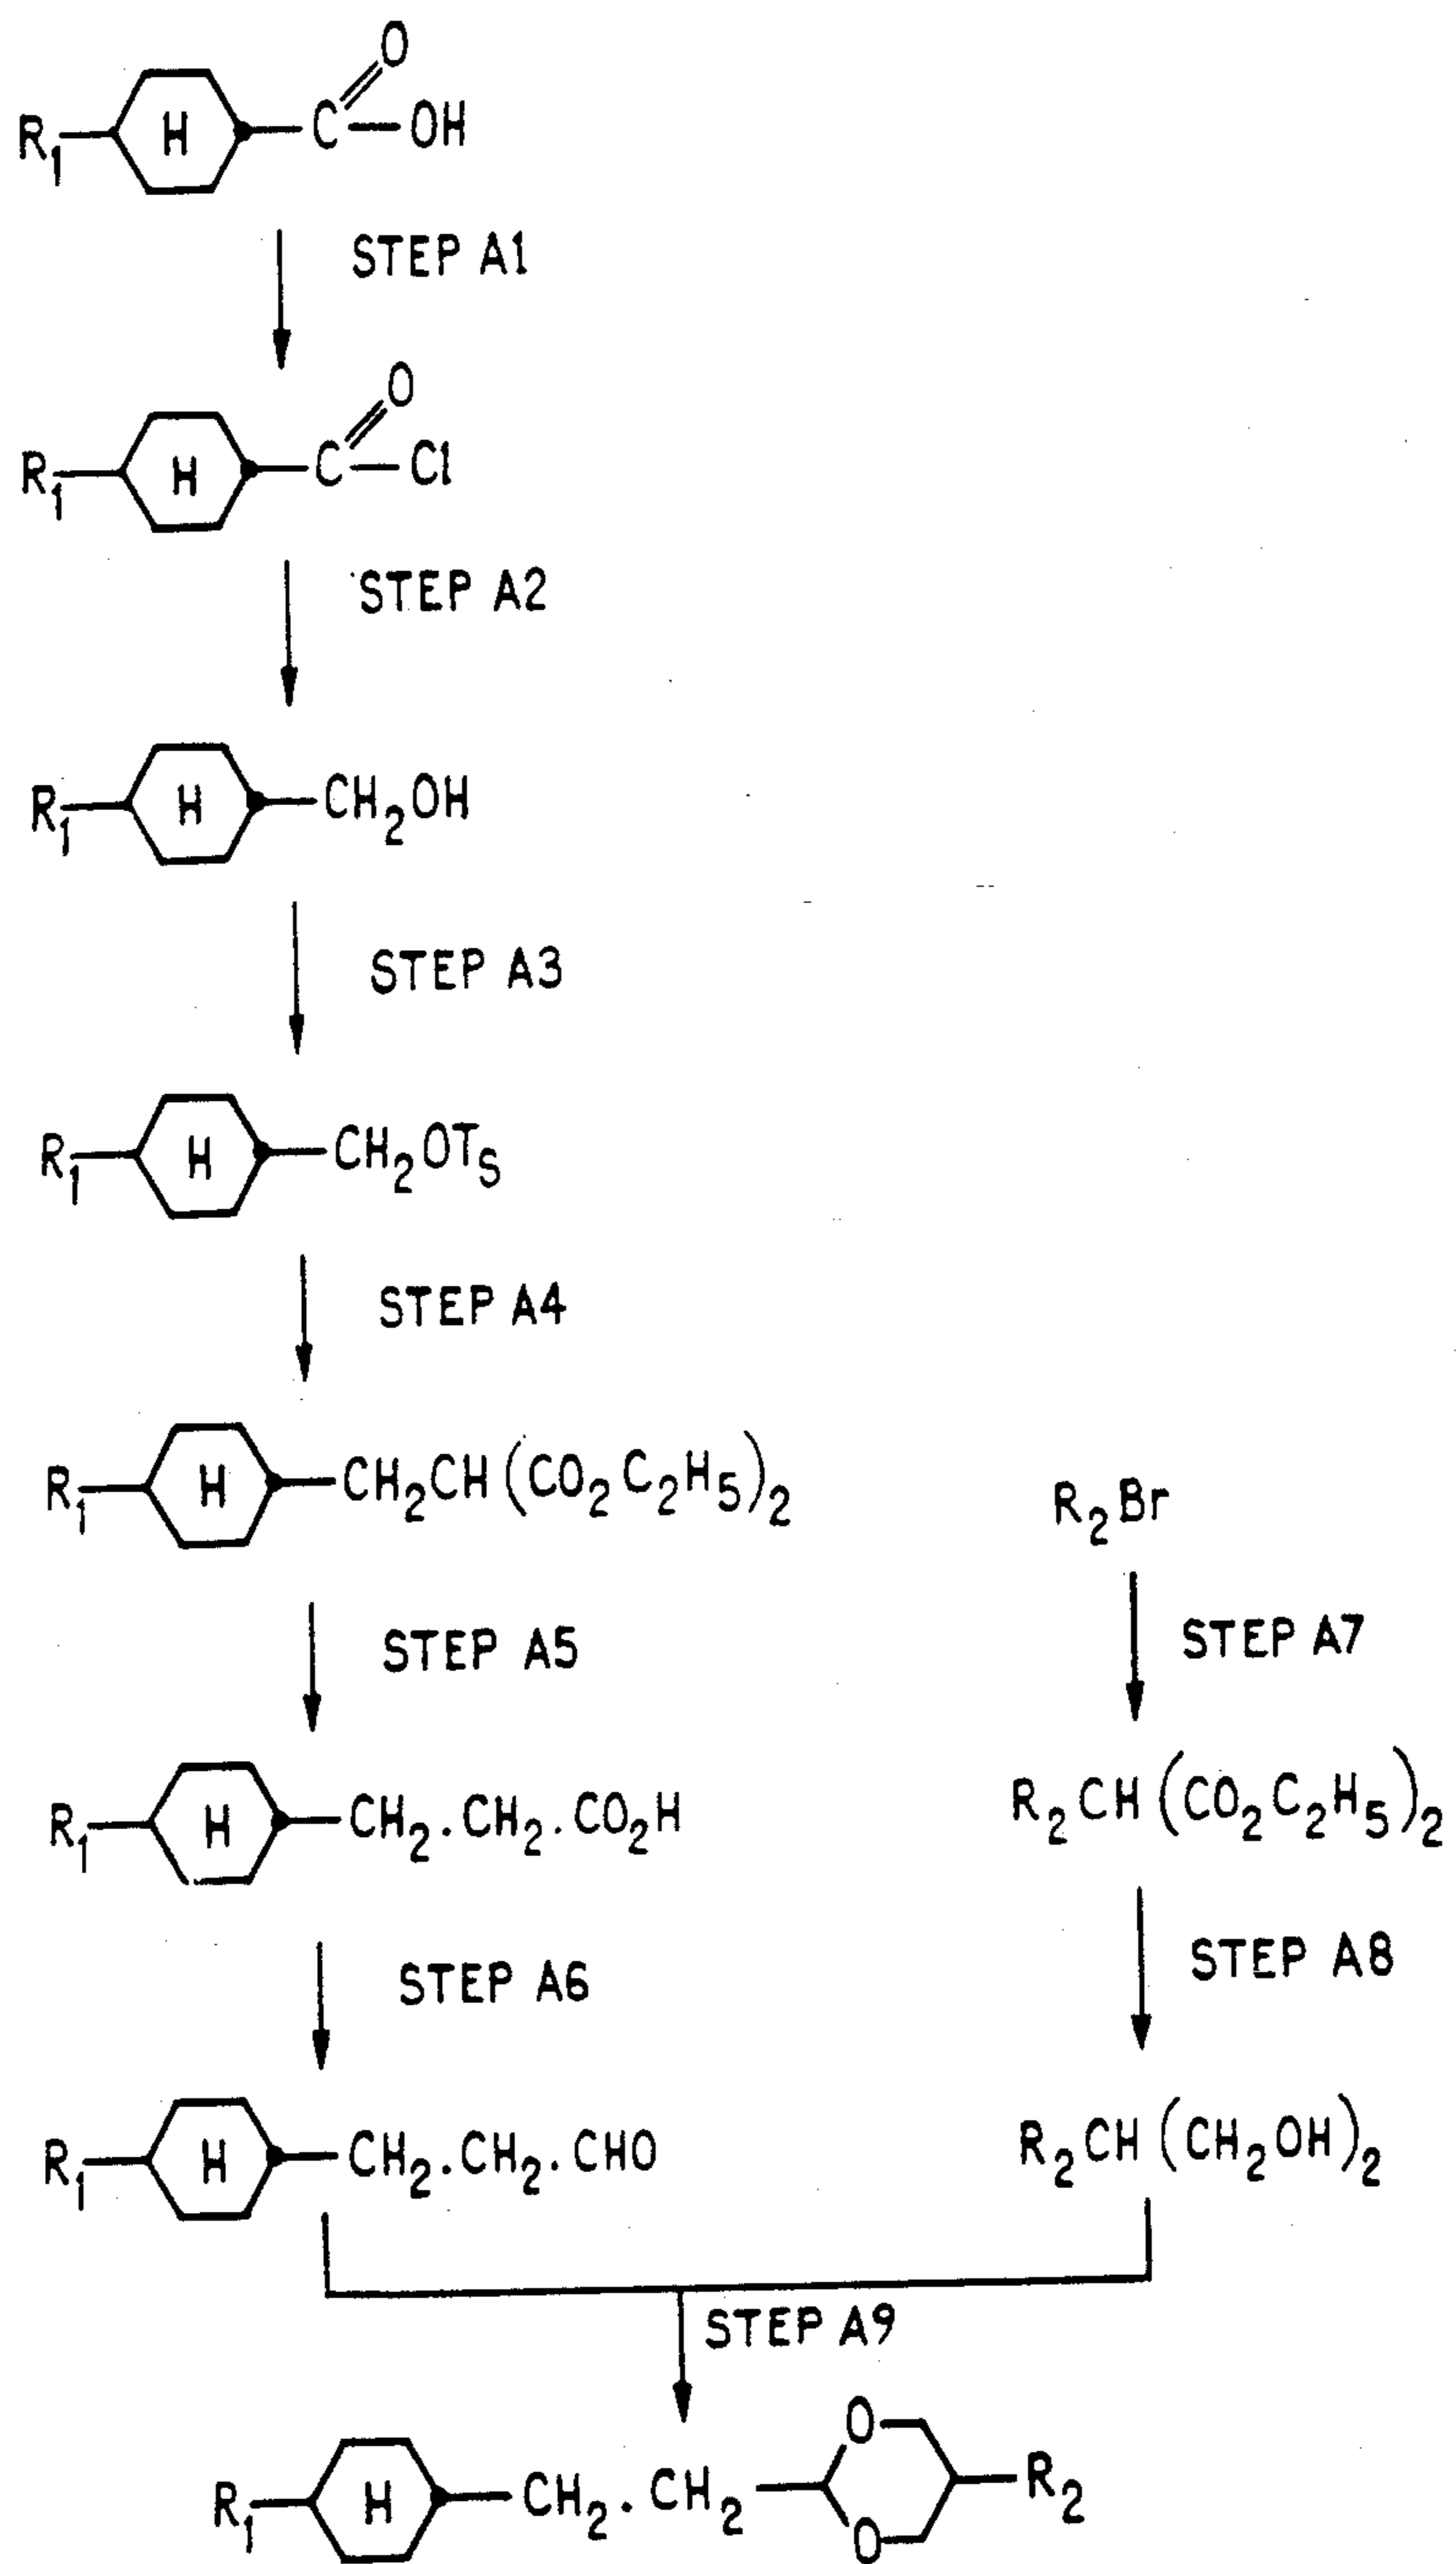 O
R1 H C OH
STEP A1
O
R1 H C Cl
STEP A2
R1 H CH2OH
STEP A3
R1 H CH2OTS
STEP A4
R1 H CH2CH(CO2C2H5)2
R2Br
STEP A5
STEP A7
R1 H CH2.CH2.CO2H
R2CH(CO2C2H5)2
STEP A6
STEP A8
R1 H CH2.CH2.CHO
R2CH(CH2OH)2
STEP A9
O
R1 H CH2.CH2 R2
O